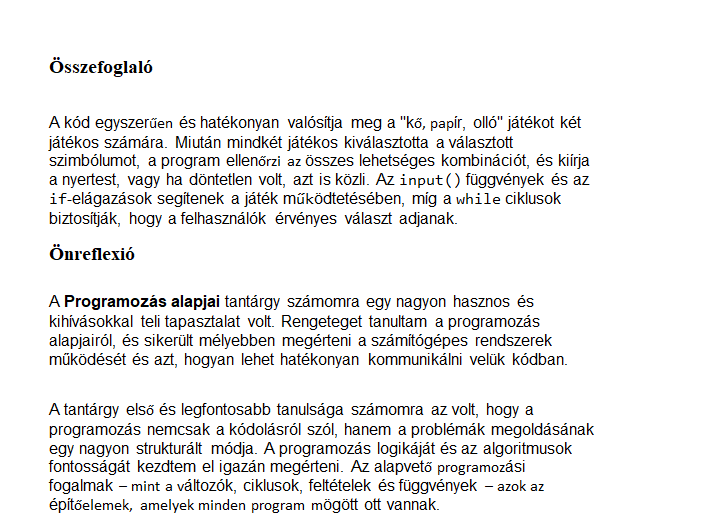 Összefoglaló
A kód egyszerűen és hatékonyan valósítja meg a "kő, papír, olló" játékot két
játékos számára. Miután mindkét játékos kiválasztotta a választott
szimbólumot, a program ellenőrzi az összes lehetséges kombinációt, és kiírja
a nyertest, vagy ha döntetlen volt, azt is közli. Az input() függvények és az
if-elágazások segítenek a játék működtetésében, míg a while ciklusok
biztosítják, hogy a felhasználók érvényes választ adjanak.
Önreflexió
A Programozás alapjai tantárgy számomra egy nagyon hasznos és
kihívásokkal teli tapasztalat volt. Rengeteget tanultam a programozás
alapjairól, és sikerült mélyebben megérteni a számítógépes rendszerek
működését és azt, hogyan lehet hatékonyan kommunikálni velük kódban.
A tantárgy első és legfontosabb tanulsága számomra az volt, hogy a
programozás nemcsak a kódolásról szól, hanem a problémák megoldásának
egy nagyon strukturált módja. A programozás logikáját és az algoritmusok
fontosságát kezdtem el igazán megérteni. Az alapvető programozási
fogalmak – mint a változók, ciklusok, feltételek és függvények – azok az
építőelemek, amelyek minden program mögött ott vannak.